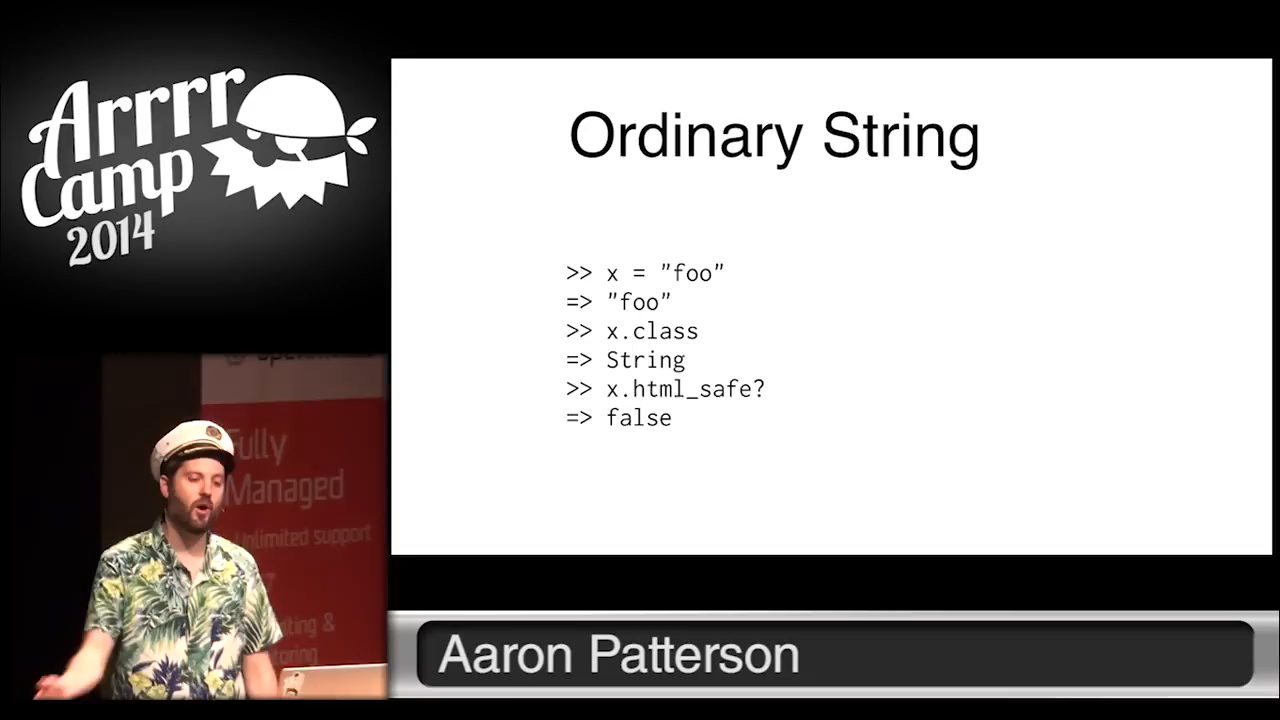 Arrrr
Camp
2014
Ordinary String
>> x = "foo"
=> "foo"
>> x.class
=> String
>> x.html_safe?
=> false
Fully
Managed
Unlimited support
&
Aaron Patterson